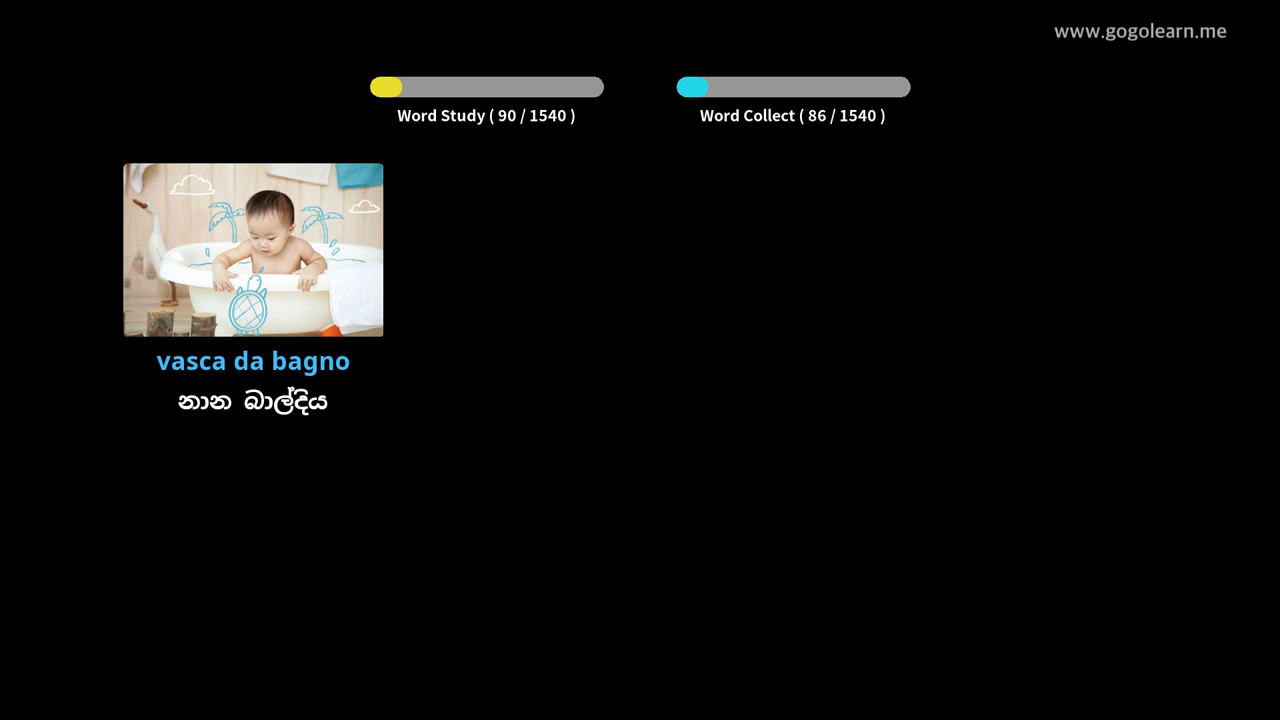 www.gogolearn.me
Word Study ( 90 / 1540 )
Word Collect ( 86 / 1540 )
vasca da bagno
නාන බාල්දිය